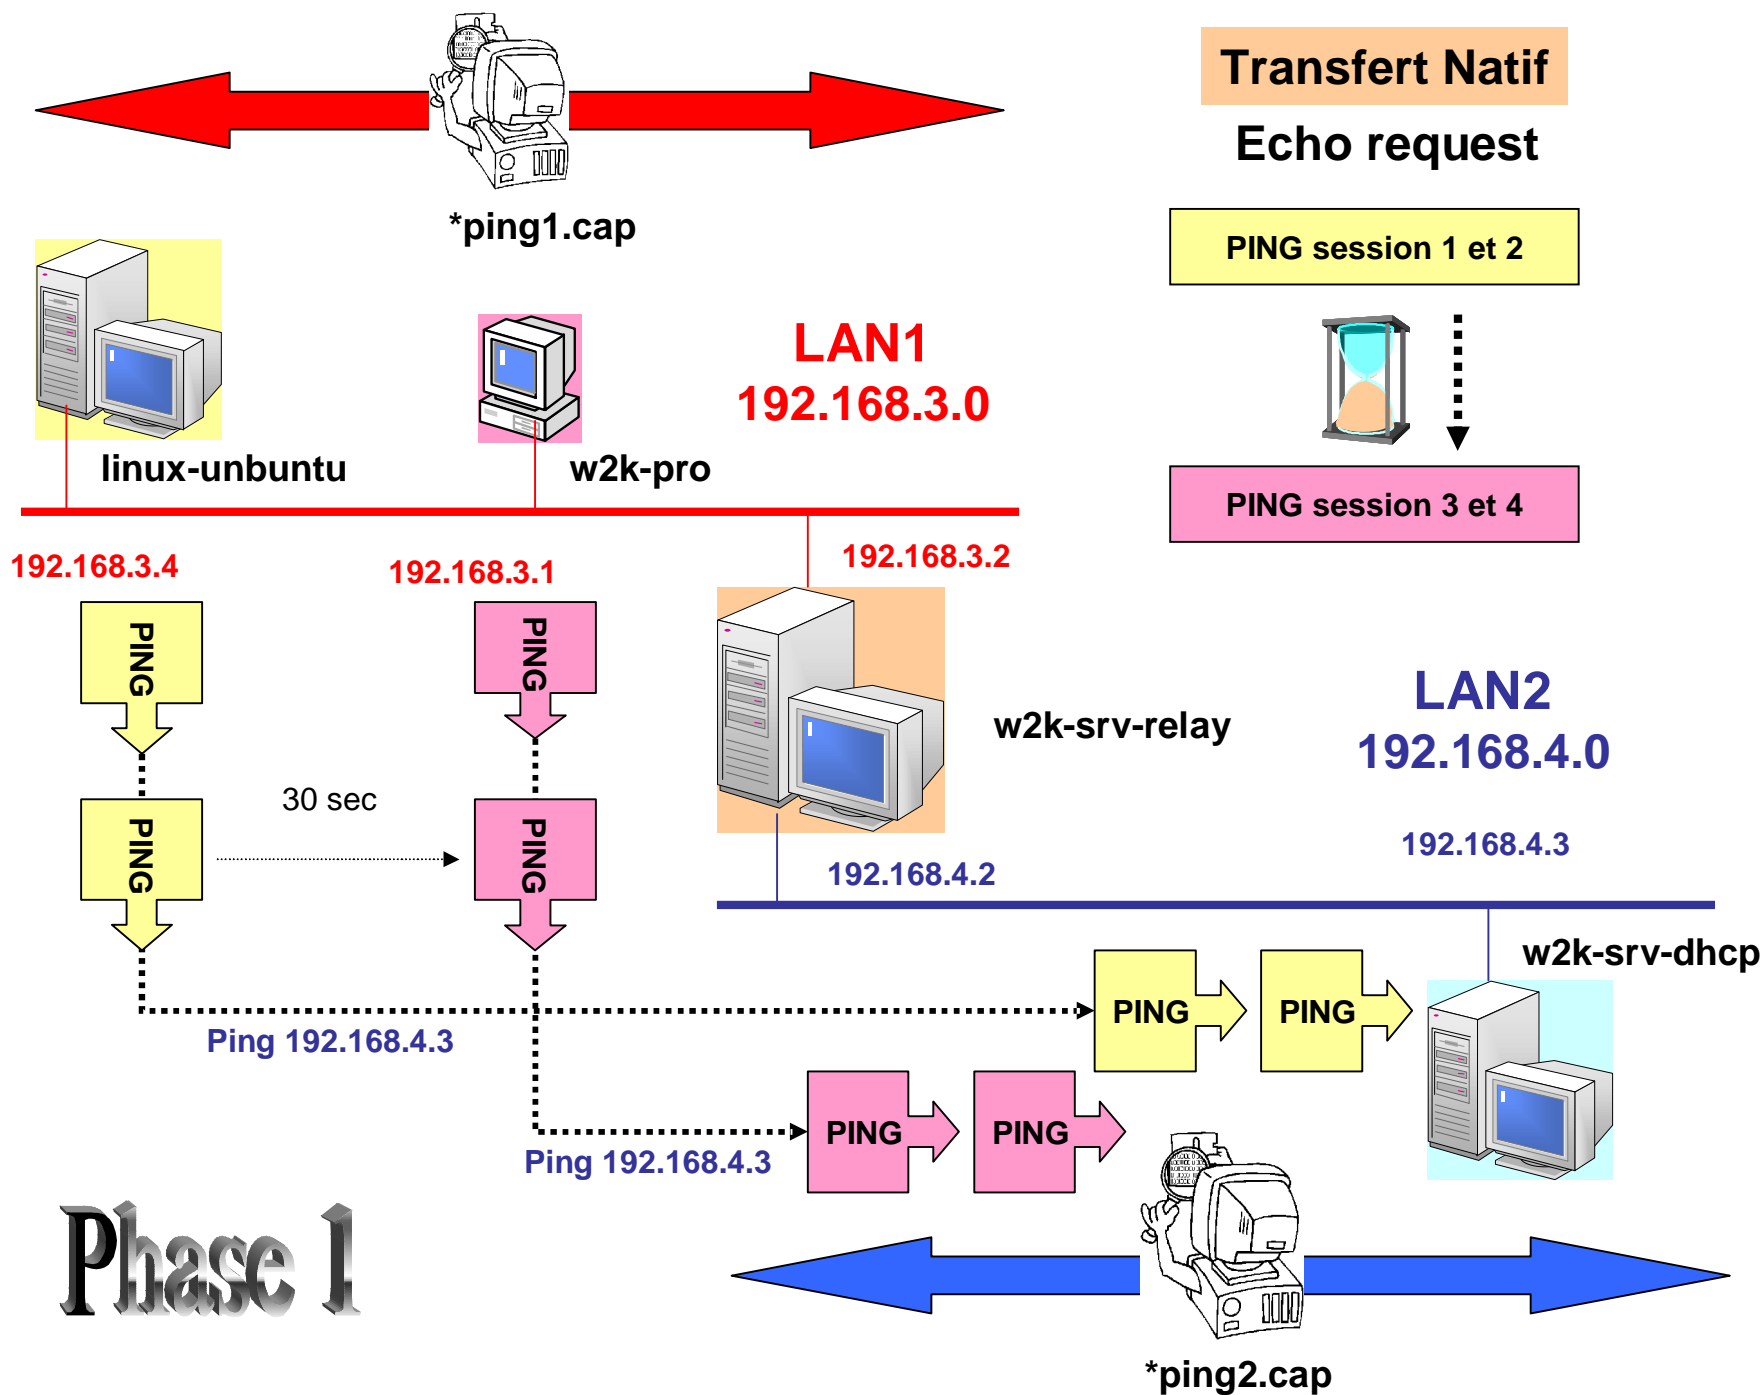 Transfert Natif
Echo request
*ping1.cap
PING session 1 et 2
LAN1
192.168.3.0
linux-unbuntu
w2k-pro
PING session 3 et 4
192.168.3.4
192.168.3.1
192.168.3.2
PING
PING
w2k-srv-relay
LAN2
192.168.4.0
30 sec
PING
PING
192.168.4.3
192.168.4.2
w2k-srv-dhcp
PING
PING
Ping 192.168.4.3
PING
PING
Ping 192.168.4.3
Phase 1
*ping2.cap